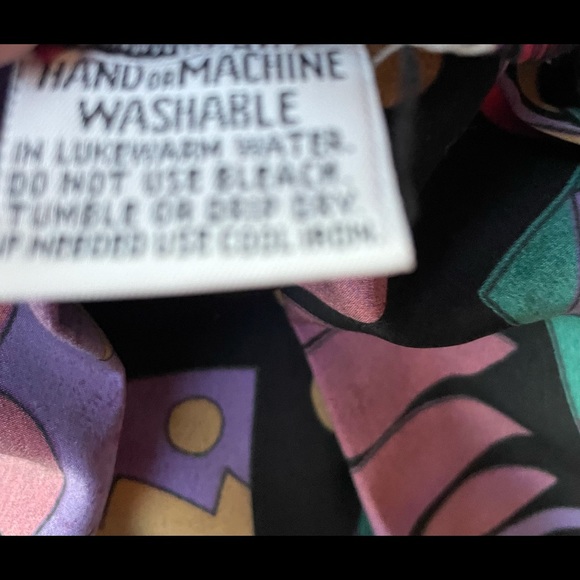 HAND OR MACHINE
WASHABLE
IN LUKEWARM WATER.
DO NOT USE BLEACH.
TUMBLE OR DRIP DRY.
IF NEEDED USE COOL IRON.